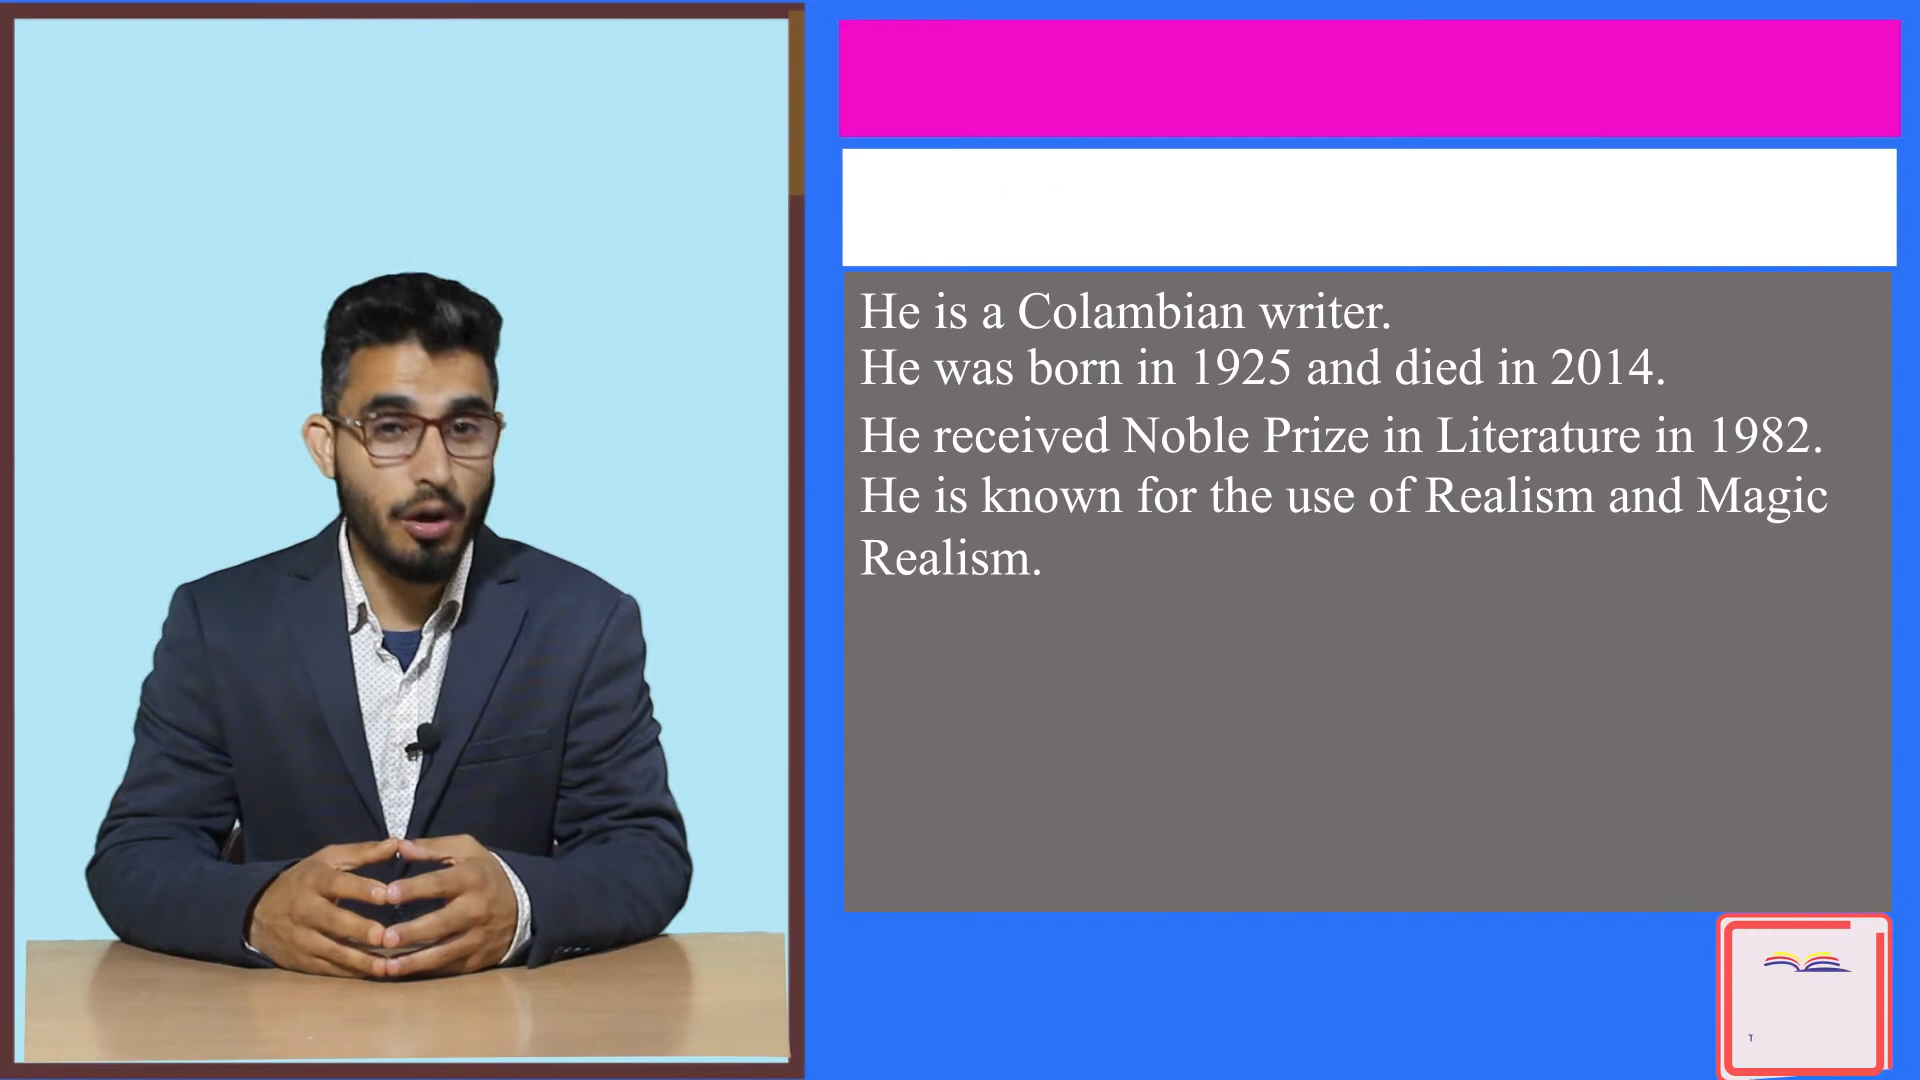 He is a Colambian writer.
He was born in 1925 and died in 2014.
He received Noble Prize in Literature in 1982.
He is known for the use of Realism and Magic
Realism.
T